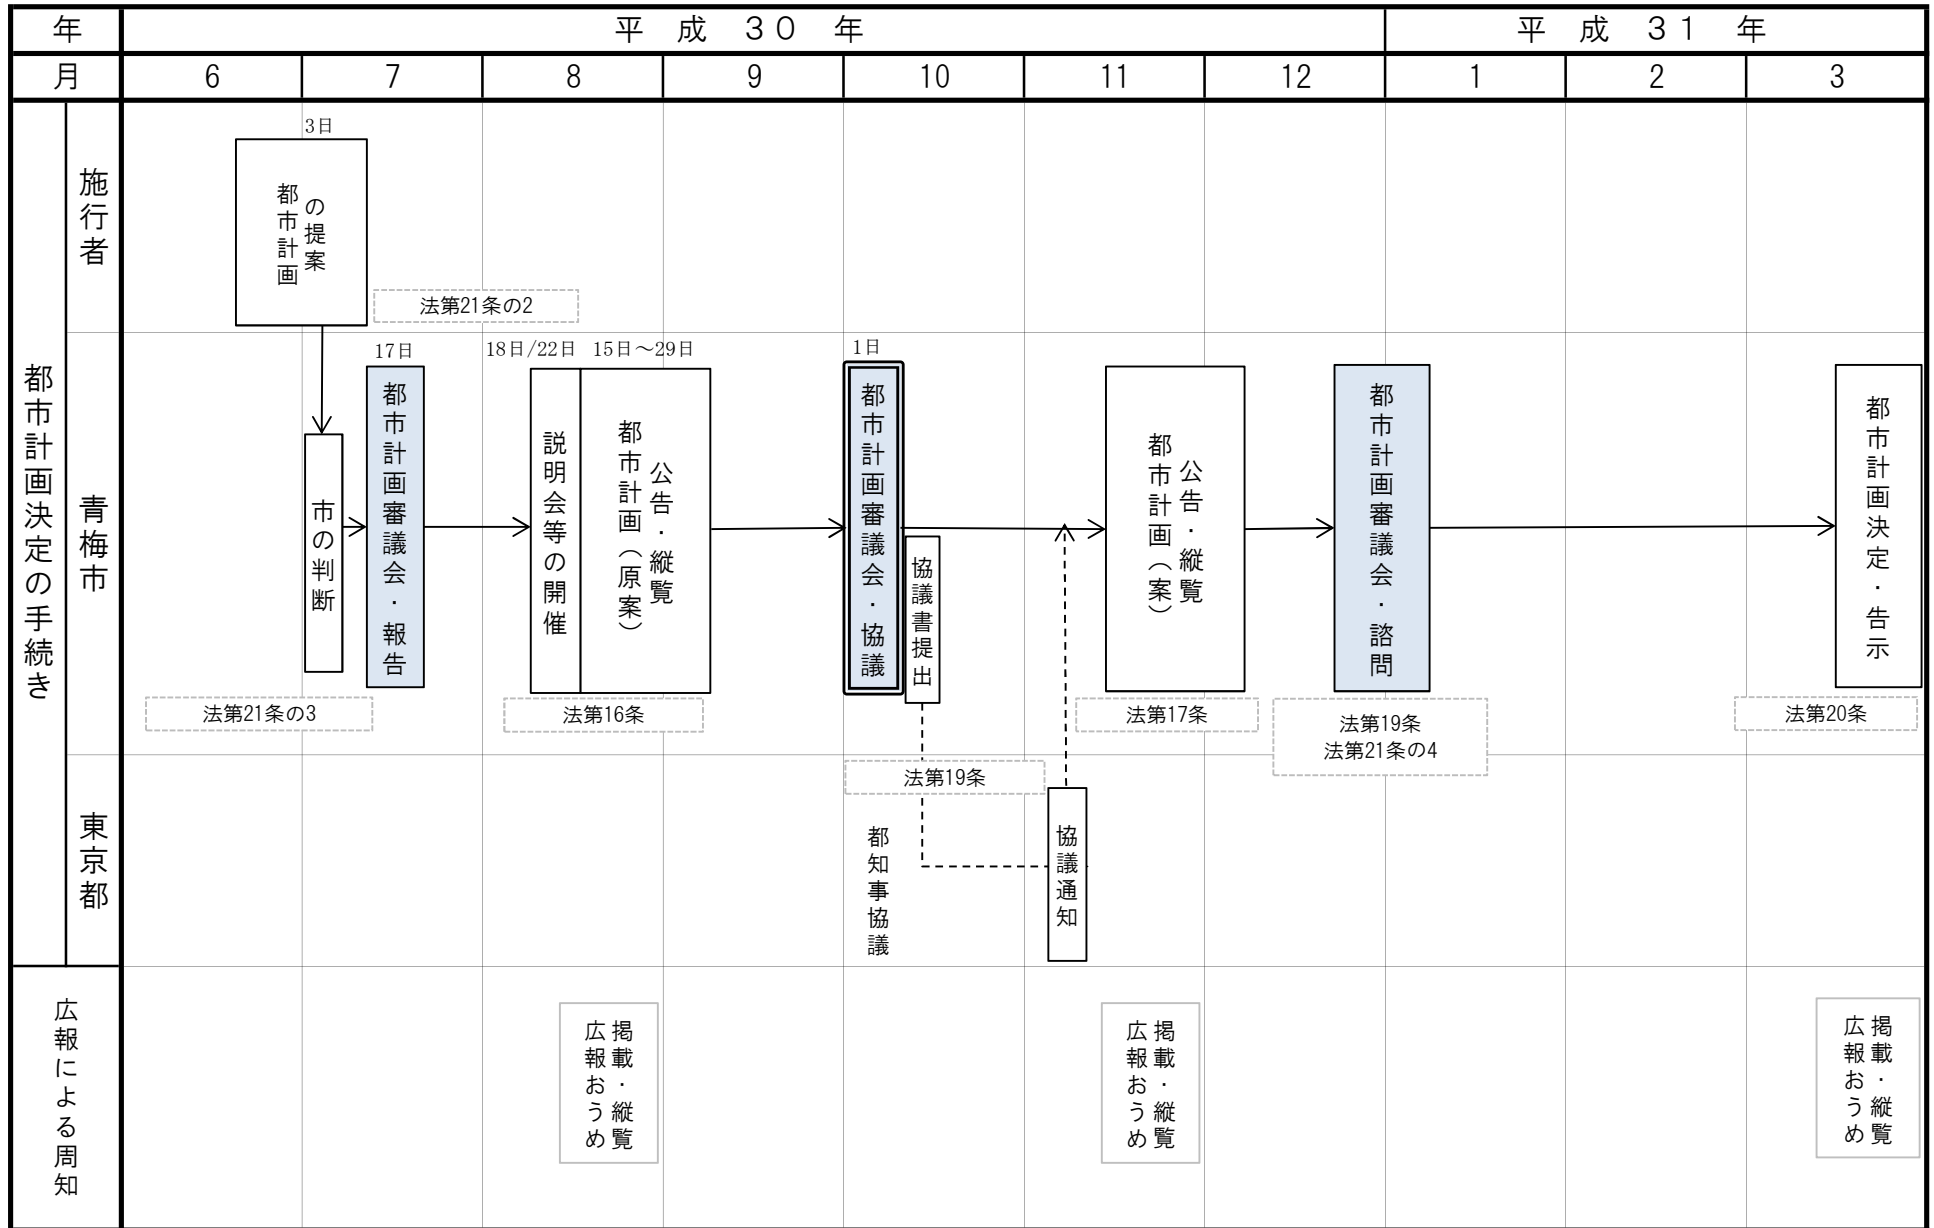 年
平成３０年
平成３１年
月
6
7
8
9
10
11
12
1
2
3
都市計画決定の手続き
施行者
3日
都市計画
の提案
法第21条の2
青梅市
17日
18日/22日
15日～29日
1日
市の判断
都市計画審議会・報告
説明会等の開催
都市計画（原案）
公告・縦覧
都市計画審議会・協議
協議書提出
都市計画（案）
公告・縦覧
都市計画審議会・諮問
都市計画決定・告示
法第21条の3
法第16条
法第17条
法第19条
法第21条の4
法第20条
東京都
法第19条
都知事協議
協議通知
広報による周知
広報おうめ
掲載・縦覧
広報おうめ
掲載・縦覧
広報おうめ
掲載・縦覧